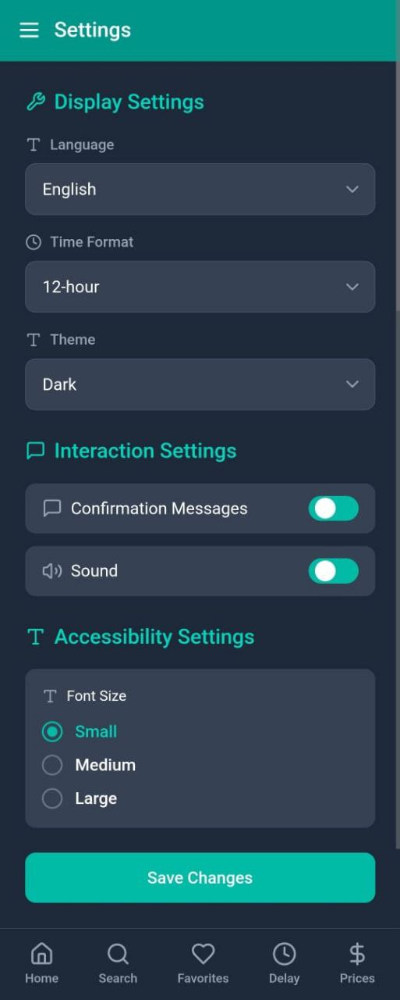 Settings
Display Settings
Language
English
Time Format
12-hour
Theme
Dark
Interaction Settings
Confirmation Messages
Sound
Accessibility Settings
Font Size
Small
Medium
Large
Save Changes
Home Search Favorites Delay Prices